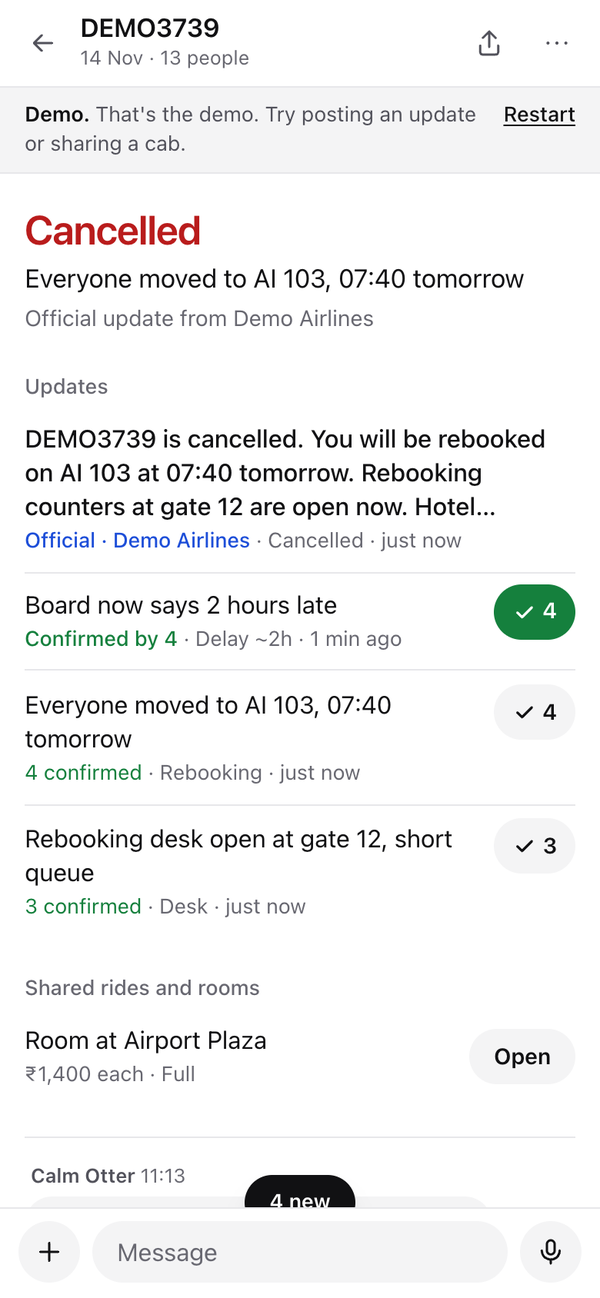 DEMO3739
14 Nov · 13 people
Demo. That's the demo. Try posting an update
or sharing a cab.
Restart
Cancelled
Everyone moved to AI 103, 07:40 tomorrow
Official update from Demo Airlines
Updates
DEMO3739 is cancelled. You will be rebooked
on AI 103 at 07:40 tomorrow. Rebooking
counters at gate 12 are open now. Hotel...
Official · Demo Airlines · Cancelled · just now
Board now says 2 hours late
4
Confirmed by 4 · Delay ~2h · 1 min ago
Everyone moved to AI 103, 07:40
tomorrow
4
4 confirmed · Rebooking · just now
Rebooking desk open at gate 12, short
queue
3
3 confirmed · Desk · just now
Shared rides and rooms
Room at Airport Plaza
₹1,400 each · Full
Open
Calm Otter 11:13
4 new
Message